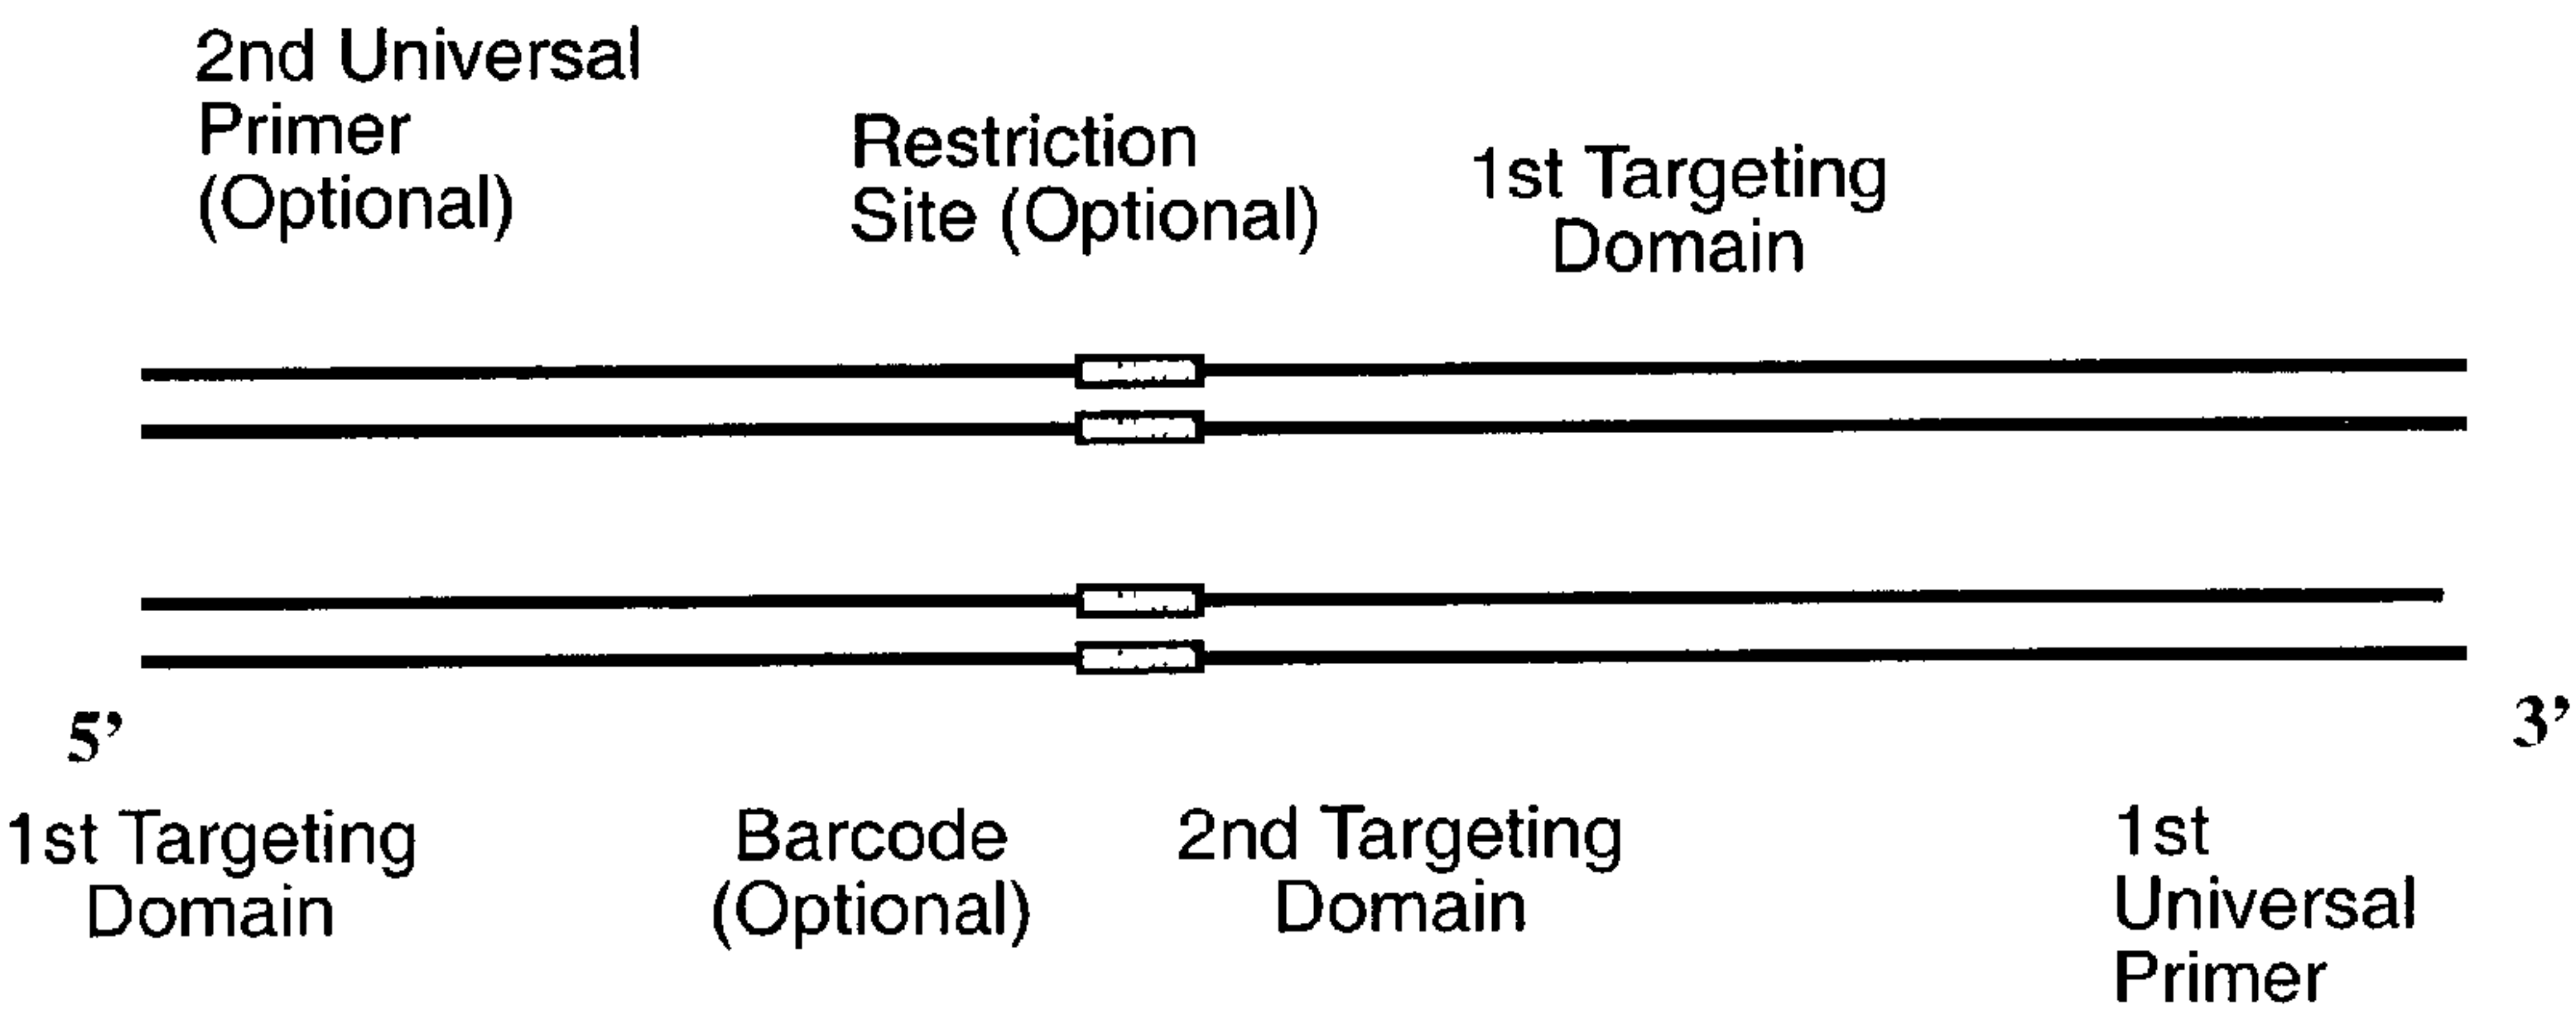 2nd Universal
Primer
(Optional)
Restriction
Site (Optional)
1st Targeting
Domain
5’
3’
1st Targeting
Domain
Barcode
(Optional)
2nd Targeting
Domain
1st
Universal
Primer